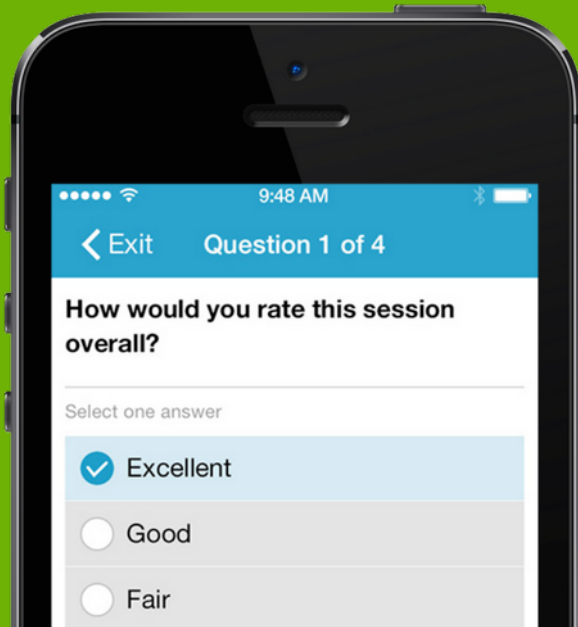 9:48 AM
Exit
Question 1 of 4
How would you rate this session
overall?
Select one answer
Excellent
Good
Fair